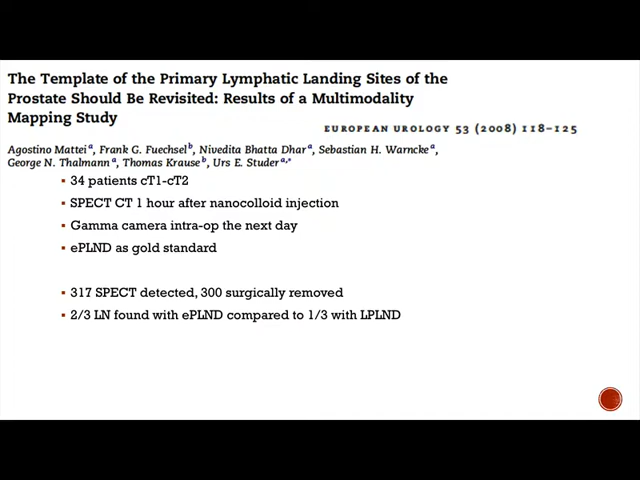 The Template of the Primary Lymphatic Landing Sites of the
Prostate Should Be Revisited: Results of a Multimodality
Mapping Study
EUROPEAN UROLOGY 53 (2008) 118–125
Agostino Mattei a, Frank G. Fuechsel b, Nivedita Bhatta Dhar a, Sebastian H. Warncke a,
George N. Thalmann a, Thomas Krause b, Urs E. Studer a,*
▪ 34 patients cT1-cT2
▪ SPECT CT 1 hour after nanocolloid injection
▪ Gamma camera intra-op the next day
▪ ePLND as gold standard
▪ 317 SPECT detected, 300 surgically removed
▪ 2/3 LN found with ePLND compared to 1/3 with LPLND